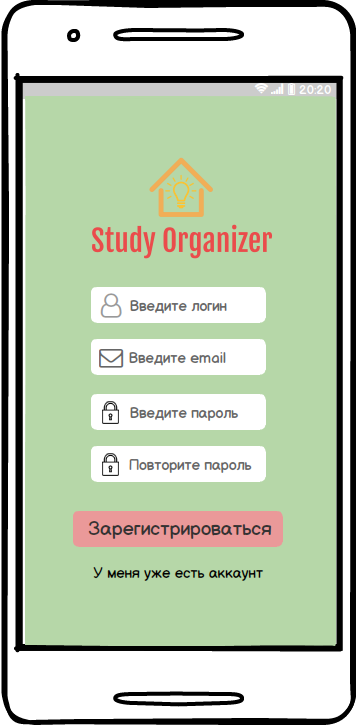 20:20
Study Organizer
Введите логин
Введите email
Введите пароль
Повторите пароль
Зарегистрироваться
У меня уже есть аккаунт